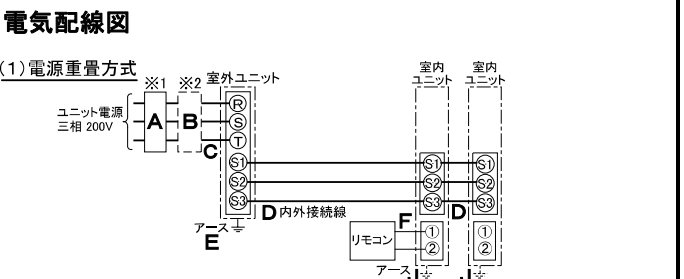 電気配線図
(1)電源重畳方式
※1 ※2 室外ユニット 室内ユニット 室内ユニット
ユニット電源
三相 200V
A B C
R
S
T
S1 S1 S1
S2 S2 S2
S3 S3 S3
D 内外接続線 D
アース
E
F
リモコン
① ①
② ②
アース J J